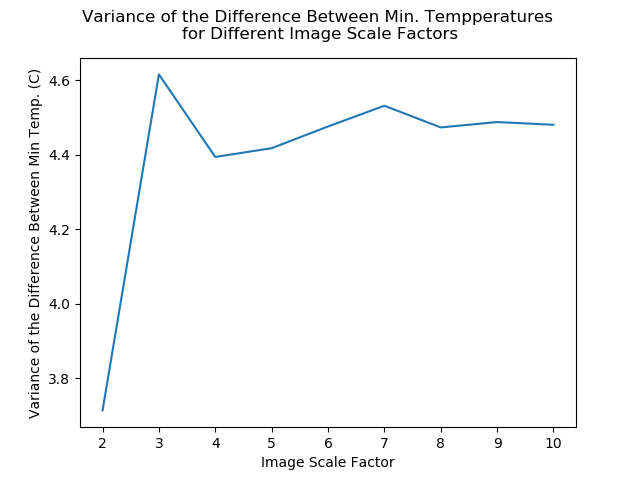 Variance of the Difference Between Min. Tempperatures
for Different Image Scale Factors
Variance of the Difference Between Min Temp. (C)
4.6
4.4
4.2
4.0
3.8
2 3 4 5 6 7 8 9 10
Image Scale Factor